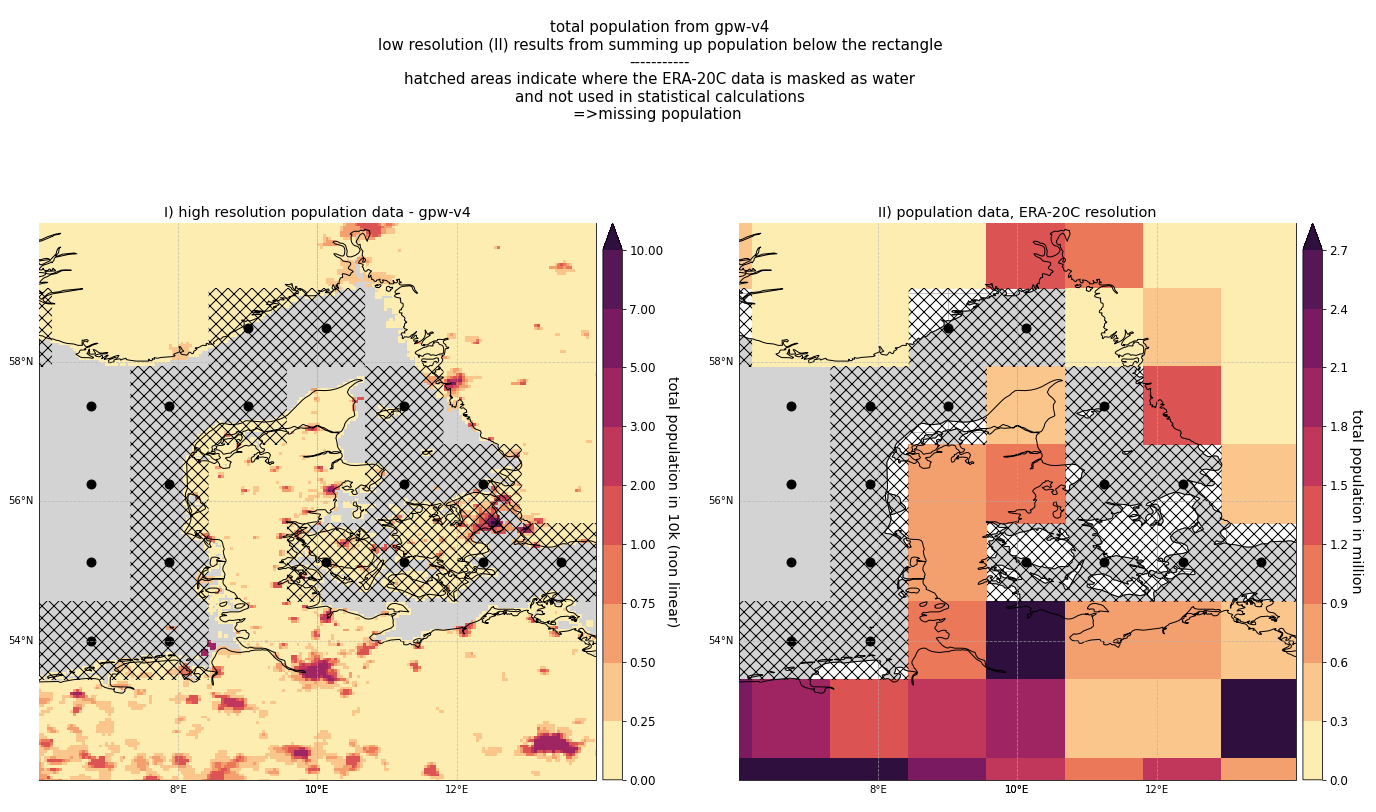 total population from gpw-v4
low resolution (II) results from summing up population below the rectangle
-----------
hatched areas indicate where the ERA-20C data is masked as water
and not used in statistical calculations
=>missing population
I) high resolution population data - gpw-v4
58°N
56°N
54°N
8°E
10°E
12°E
10.00
7.00
5.00
3.00
2.00
1.00
0.75
0.50
0.25
0.00
total population in 10k (non linear)
II) population data, ERA-20C resolution
58°N
56°N
54°N
8°E
10°E
12°E
2.7
2.4
2.1
1.8
1.5
1.2
0.9
0.6
0.3
0.0
total population in million